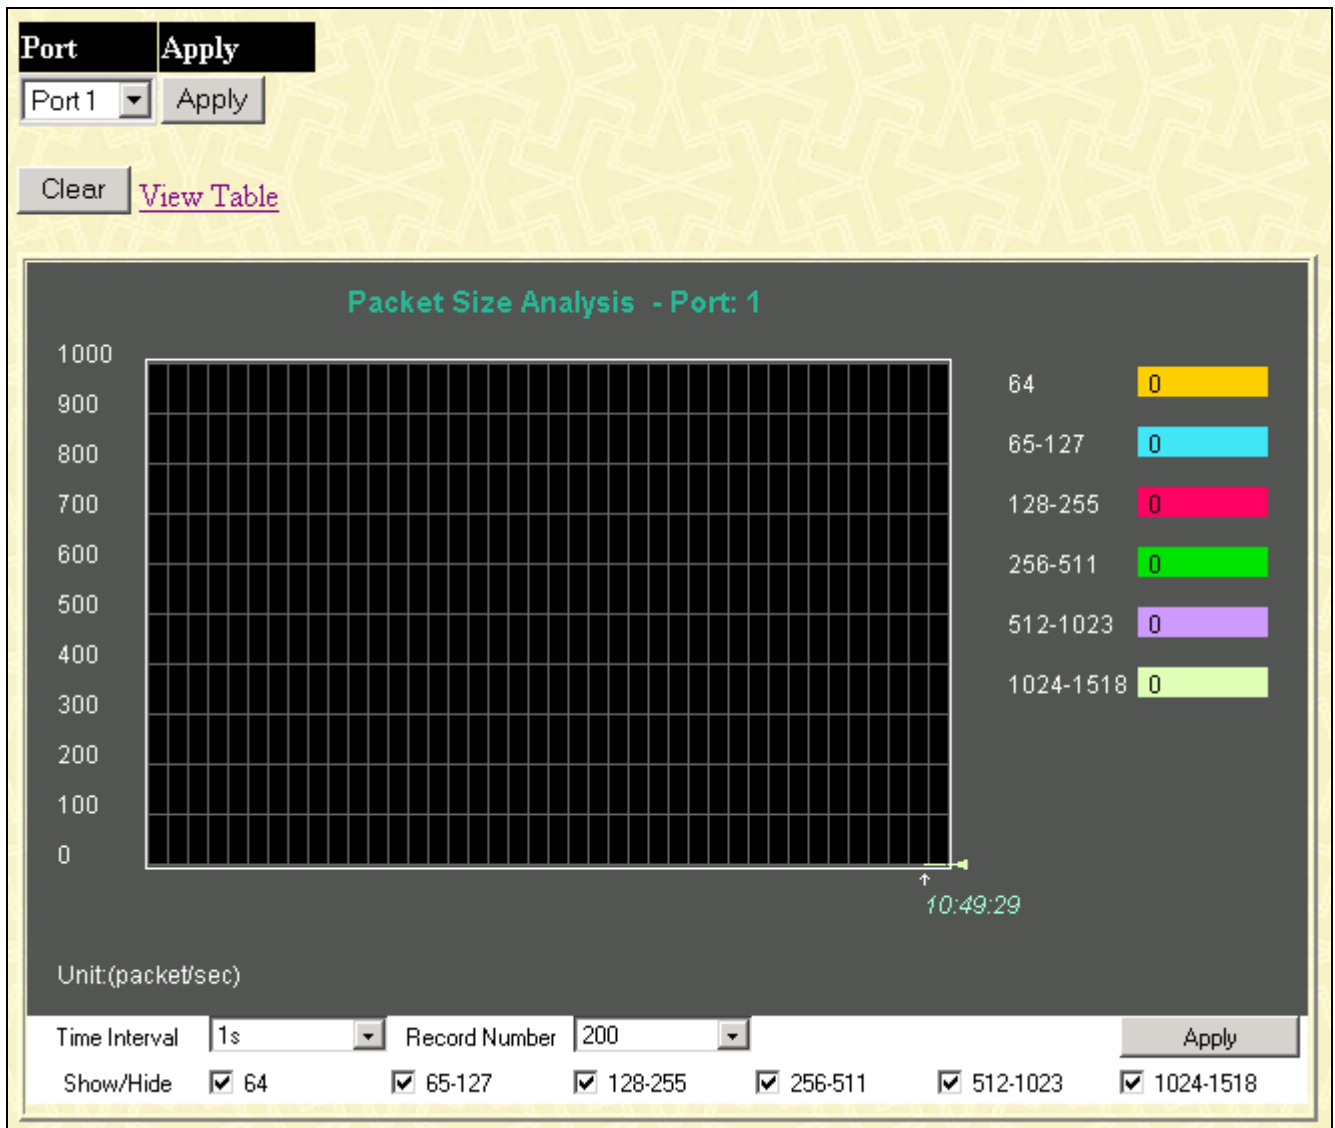 Port Apply
Port 1 Apply
Clear View Table
Packet Size Analysis - Port: 1
1000
900
800
700
600
500
400
300
200
100
0
64 0
65-127 0
128-255 0
256-511 0
512-1023 0
1024-1518 0
10:49:29
Unit:(packet/sec)
Time Interval 1s Record Number 200 Apply
Show/Hide 64 65-127 128-255 256-511 512-1023 1024-1518